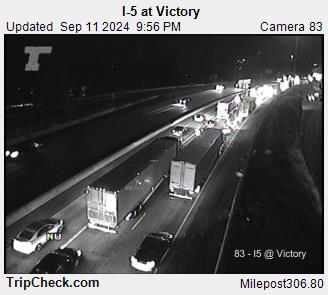 I-5 at Victory
Updated Sep 11 2024 9:56 PM Camera 83
T
NW
83 - I5 @ Victory
TripCheck.com Milepost306.80